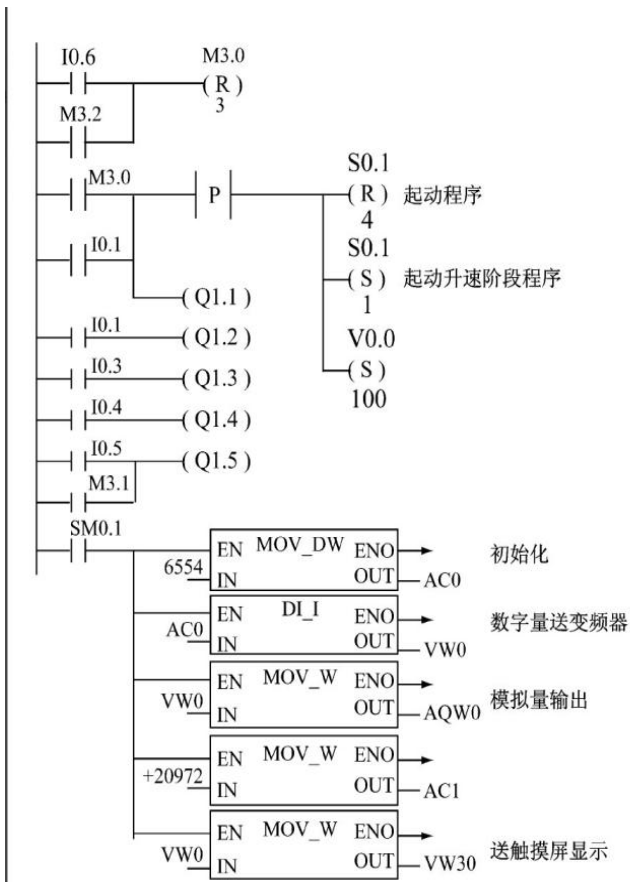 I0.6 M3.0
( R )
3
M3.2
M3.0 P S0.1
( R ) 起动程序
4
I0.1 S0.1
( S ) 起动升速阶段程序
1
( Q1.1 )
V0.0
I0.1 ( Q1.2 )
( S )
I0.3 ( Q1.3 )
100
I0.4 ( Q1.4 )
I0.5 ( Q1.5 )
M3.1
SM0.1
EN MOV_DW ENO 初始化
6554 IN OUT AC0
EN DI_I ENO 数字量送变频器
AC0 IN OUT VW0
EN MOV_W ENO 模拟量输出
VW0 IN OUT AQW0
EN MOV_W ENO
+20972 IN OUT AC1
EN MOV_W ENO 送触摸屏显示
VW0 IN OUT VW30